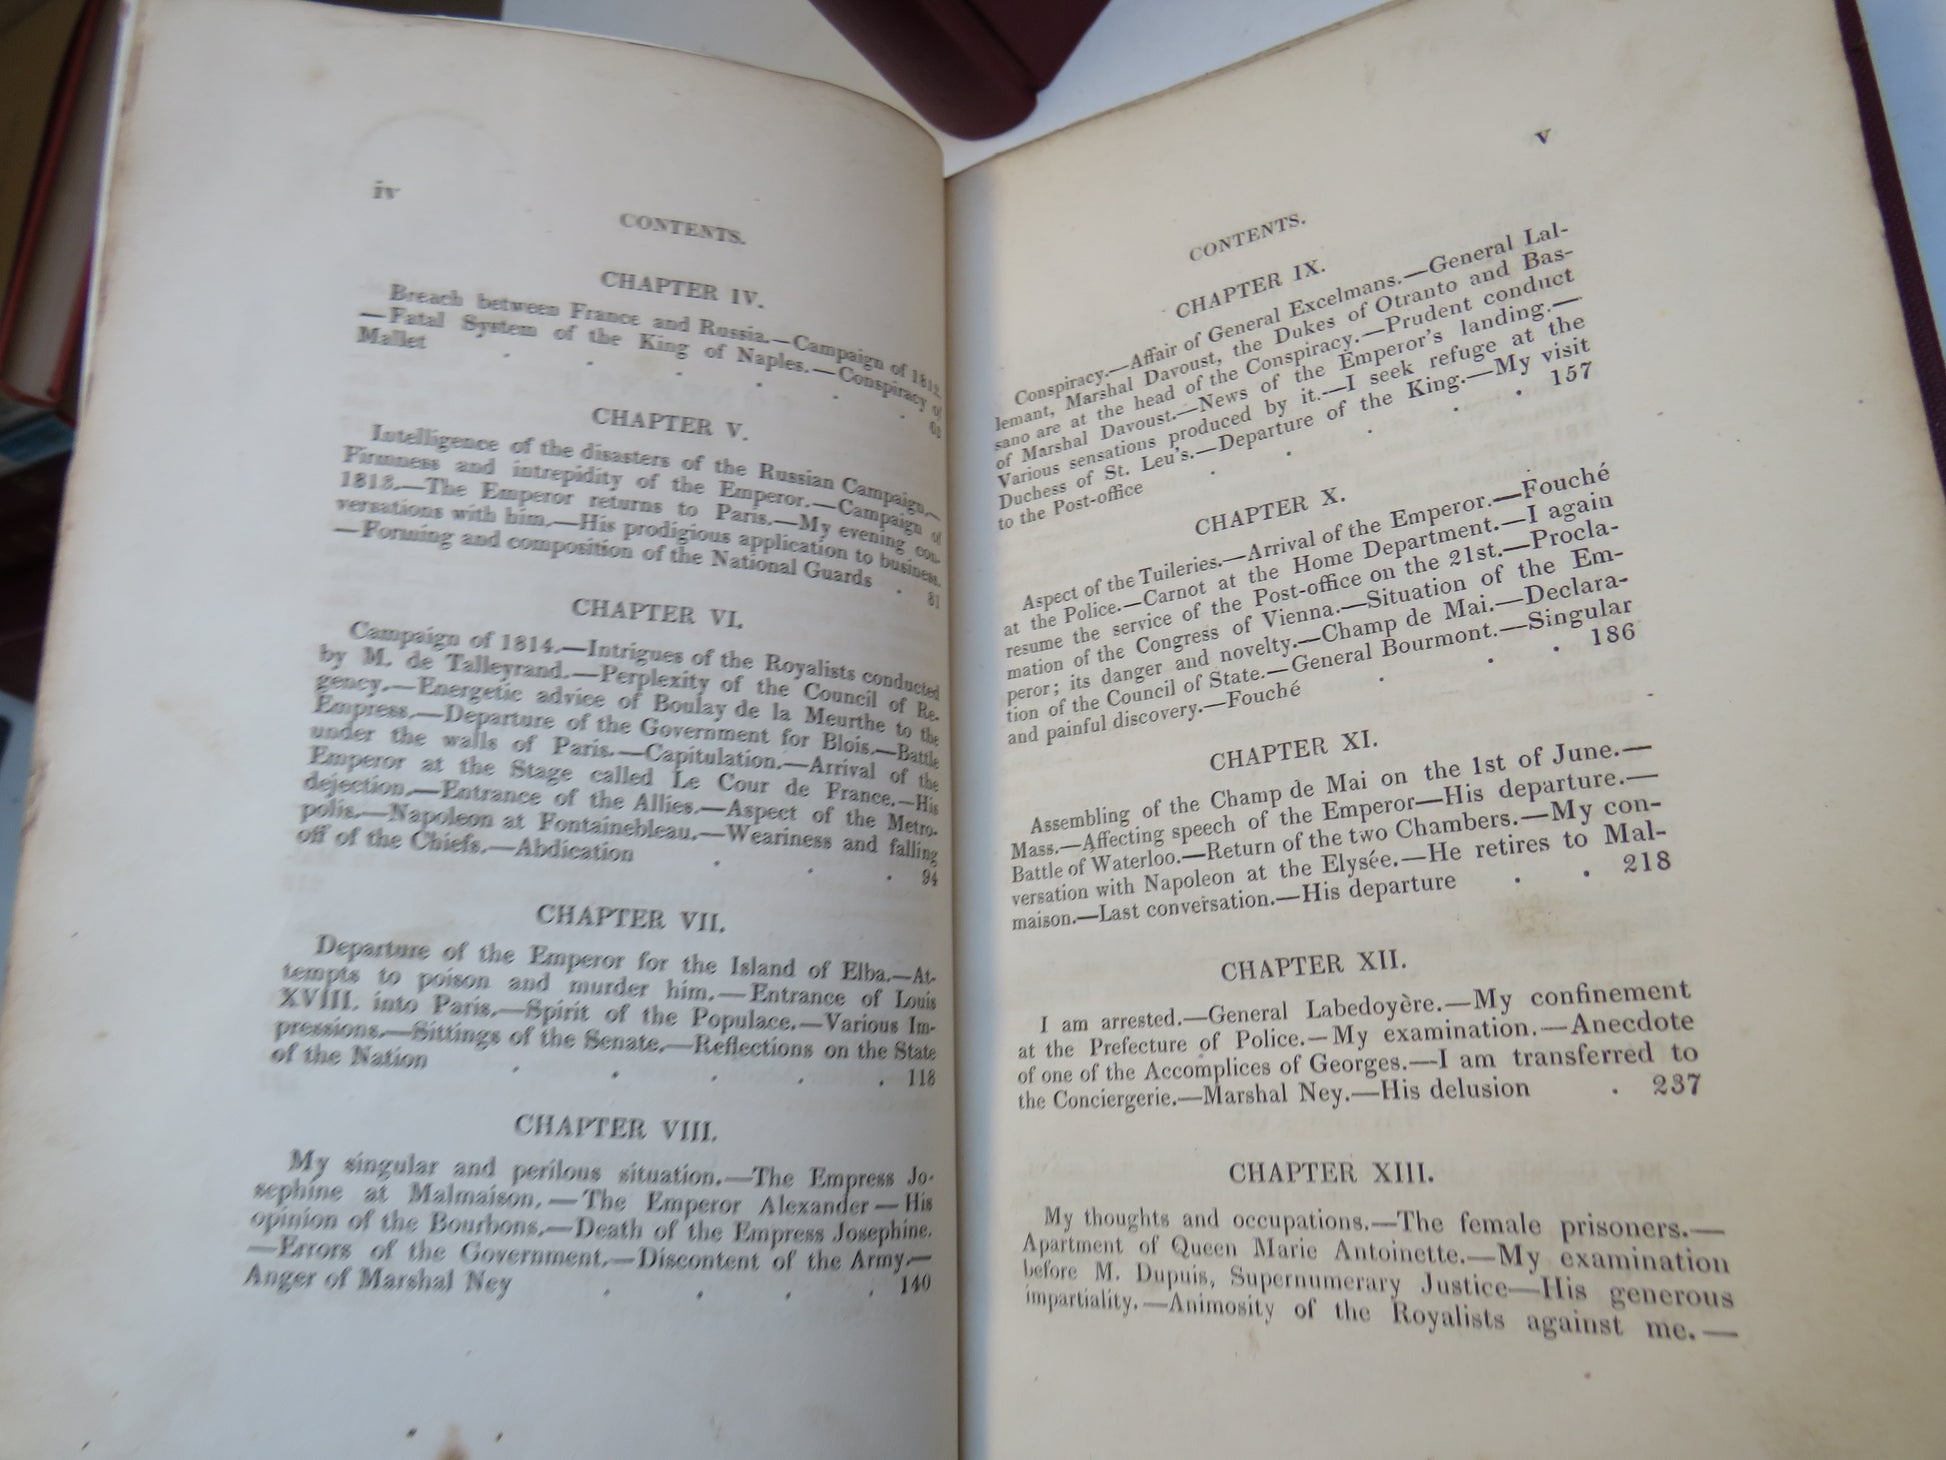 iv
CONTENTS.
CHAPTER IV.
Breach between France and Russia.—Campaign of 1812.
—Fatal System of the King of Naples.—Conspiracy of
Mallet
CHAPTER V.
Intelligence of the disasters of the Russian Campaign.—
Firmness and intrepidity of the Emperor.—Campaign of
1813.—The Emperor returns to Paris.—My evening con-
versations with him.—His prodigious application to business.
—Forming and composition of the National Guards . 81
CHAPTER VI.
Campaign of 1814.—Intrigues of the Royalists conducted
by M. de Talleyrand.—Perplexity of the Council of Re-
gency.—Energetic advice of Boulay de la Meurthe to the
Empress.—Departure of the Government for Blois.—Battle
under the walls of Paris.—Capitulation.—Arrival of the
Emperor at the Stage called Le Cour de France.—His
dejection.—Entrance of the Allies.—Aspect of the Metro-
polis.—Napoleon at Fontainebleau.—Weariness and falling
off of the Chiefs.—Abdication . . . 94
CHAPTER VII.
Departure of the Emperor for the Island of Elba.—At-
tempts to poison and murder him.—Entrance of Louis
XVIII. into Paris.—Spirit of the Populace.—Various Im-
pressions.—Sittings of the Senate.—Reflections on the State
of the Nation . . . . . 118
CHAPTER VIII.
My singular and perilous situation.—The Empress Jo-
sephine at Malmaison.—The Emperor Alexander—His
opinion of the Bourbons.—Death of the Empress Josephine.
—Errors of the Government.—Discontent of the Army.—
Anger of Marshal Ney . . . . 140
v
CONTENTS.
CHAPTER IX.
Conspiracy.—Affair of General Excelmans.—General Lal-
lemant, Marshal Davoust, the Dukes of Otranto and Bas-
sano are at the head of the Conspiracy.—Prudent conduct
of Marshal Davoust.—News of the Emperor's landing.—
Various sensations produced by it.—I seek refuge at the
Duchess of St. Leu's.—Departure of the King.—My visit
to the Post-office . . . . 157
CHAPTER X.
Aspect of the Tuileries.—Arrival of the Emperor.—Fouché
at the Police.—Carnot at the Home Department.—I again
resume the service of the Post-office on the 21st.—Procla-
mation of the Congress of Vienna.—Situation of the Em-
peror; its danger and novelty.—Champ de Mai.—Declara-
tion of the Council of State.—General Bourmont.—Singular
and painful discovery.—Fouché . . . 186
CHAPTER XI.
Assembling of the Champ de Mai on the 1st of June.—
Mass.—Affecting speech of the Emperor—His departure.—
Battle of Waterloo.—Return of the two Chambers.—My con-
versation with Napoleon at the Elysée.—He retires to Mal-
maison.—Last conversation.—His departure . . 218
CHAPTER XII.
I am arrested.—General Labedoyère.—My confinement
at the Prefecture of Police.—My examination.—Anecdote
of one of the Accomplices of Georges.—I am transferred to
the Conciergerie.—Marshal Ney.—His delusion . 237
CHAPTER XIII.
My thoughts and occupations.—The female prisoners.—
Apartment of Queen Marie Antoinette.—My examination
before M. Dupuis, Supernumerary Justice—His generous
impartiality.—Animosity of the Royalists against me.—